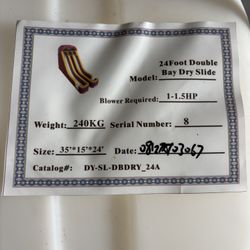 24Foot Double
Model: Bay Dry Slide
Blower Required: 1-1.5HP
Weight: 240KG Serial Number: 8
Size: 35'*15'*24' Date:
Catalog#: DY-SL-DBDRY_24A